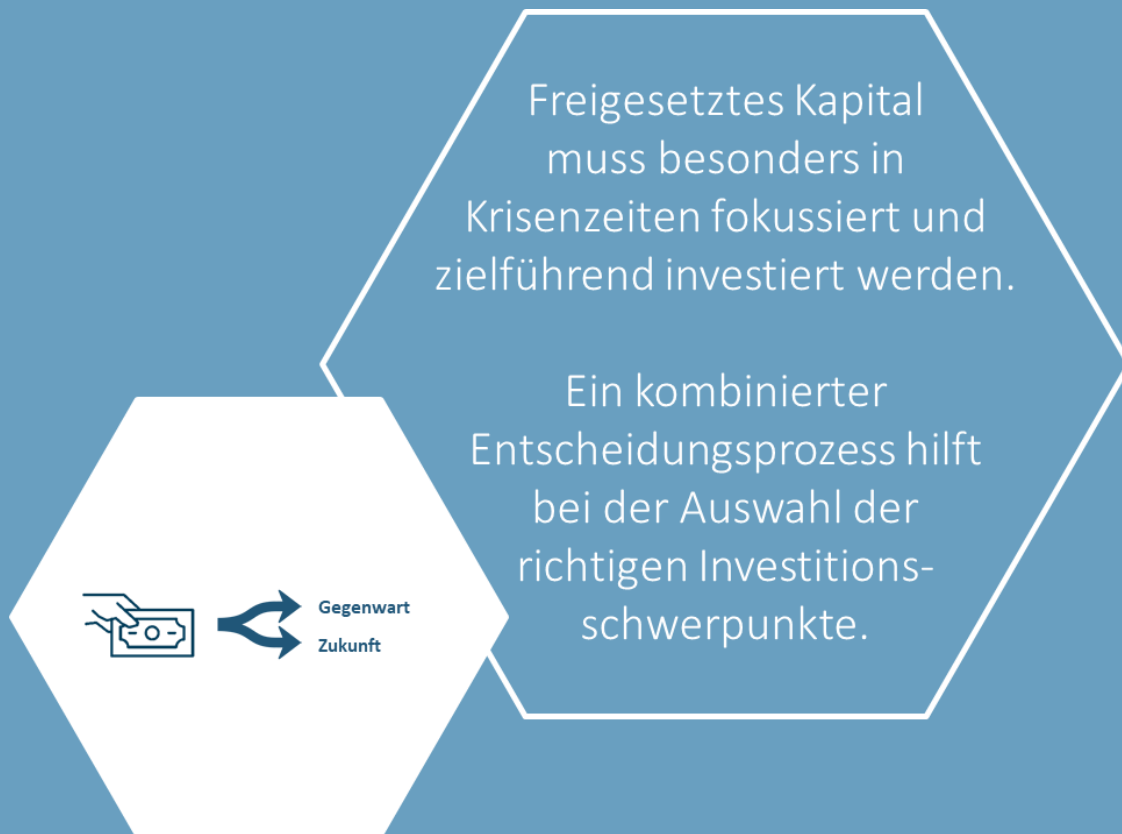 Freigesetztes Kapital
muss besonders in
Krisenzeiten fokussiert und
zielführend investiert werden.
Ein kombinierter
Entscheidungsprozess hilft
bei der Auswahl der
richtigen Investitions-
schwerpunkte.
Gegenwart
Zukunft